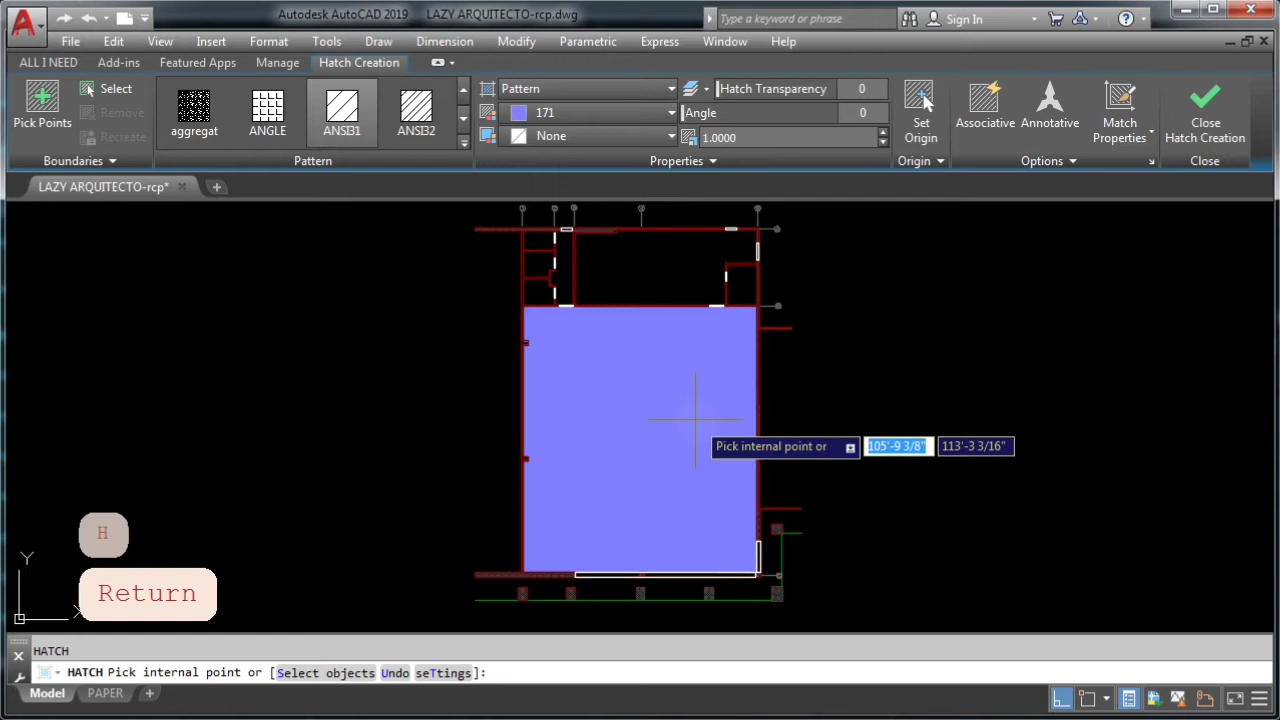 Autodesk AutoCAD 2019 LAZY ARQUITECTO-rcp.dwg
Type a keyword or phrase
Sign In
File Edit View Insert Format Tools Draw Dimension Modify Parametric Express Window Help
ALL I NEED Add-ins Featured Apps Manage Hatch Creation
Pick Points
Select
Remove
Recreate
Boundaries
aggregat
ANGLE
ANSI31
ANSI32
Pattern
Pattern
171
None
Hatch Transparency 0
Angle 0
1.0000
Properties
Set
Origin
Origin
Associative
Annotative
Match
Properties
Options
Close
Hatch Creation
Close
LAZY ARQUITECTO-rcp*
Pick internal point or 105'-9 3/8" 113'-3 3/16"
H
Return
Y
X
HATCH
HATCH Pick internal point or [Select objects Undo seTtings]:
Model PAPER